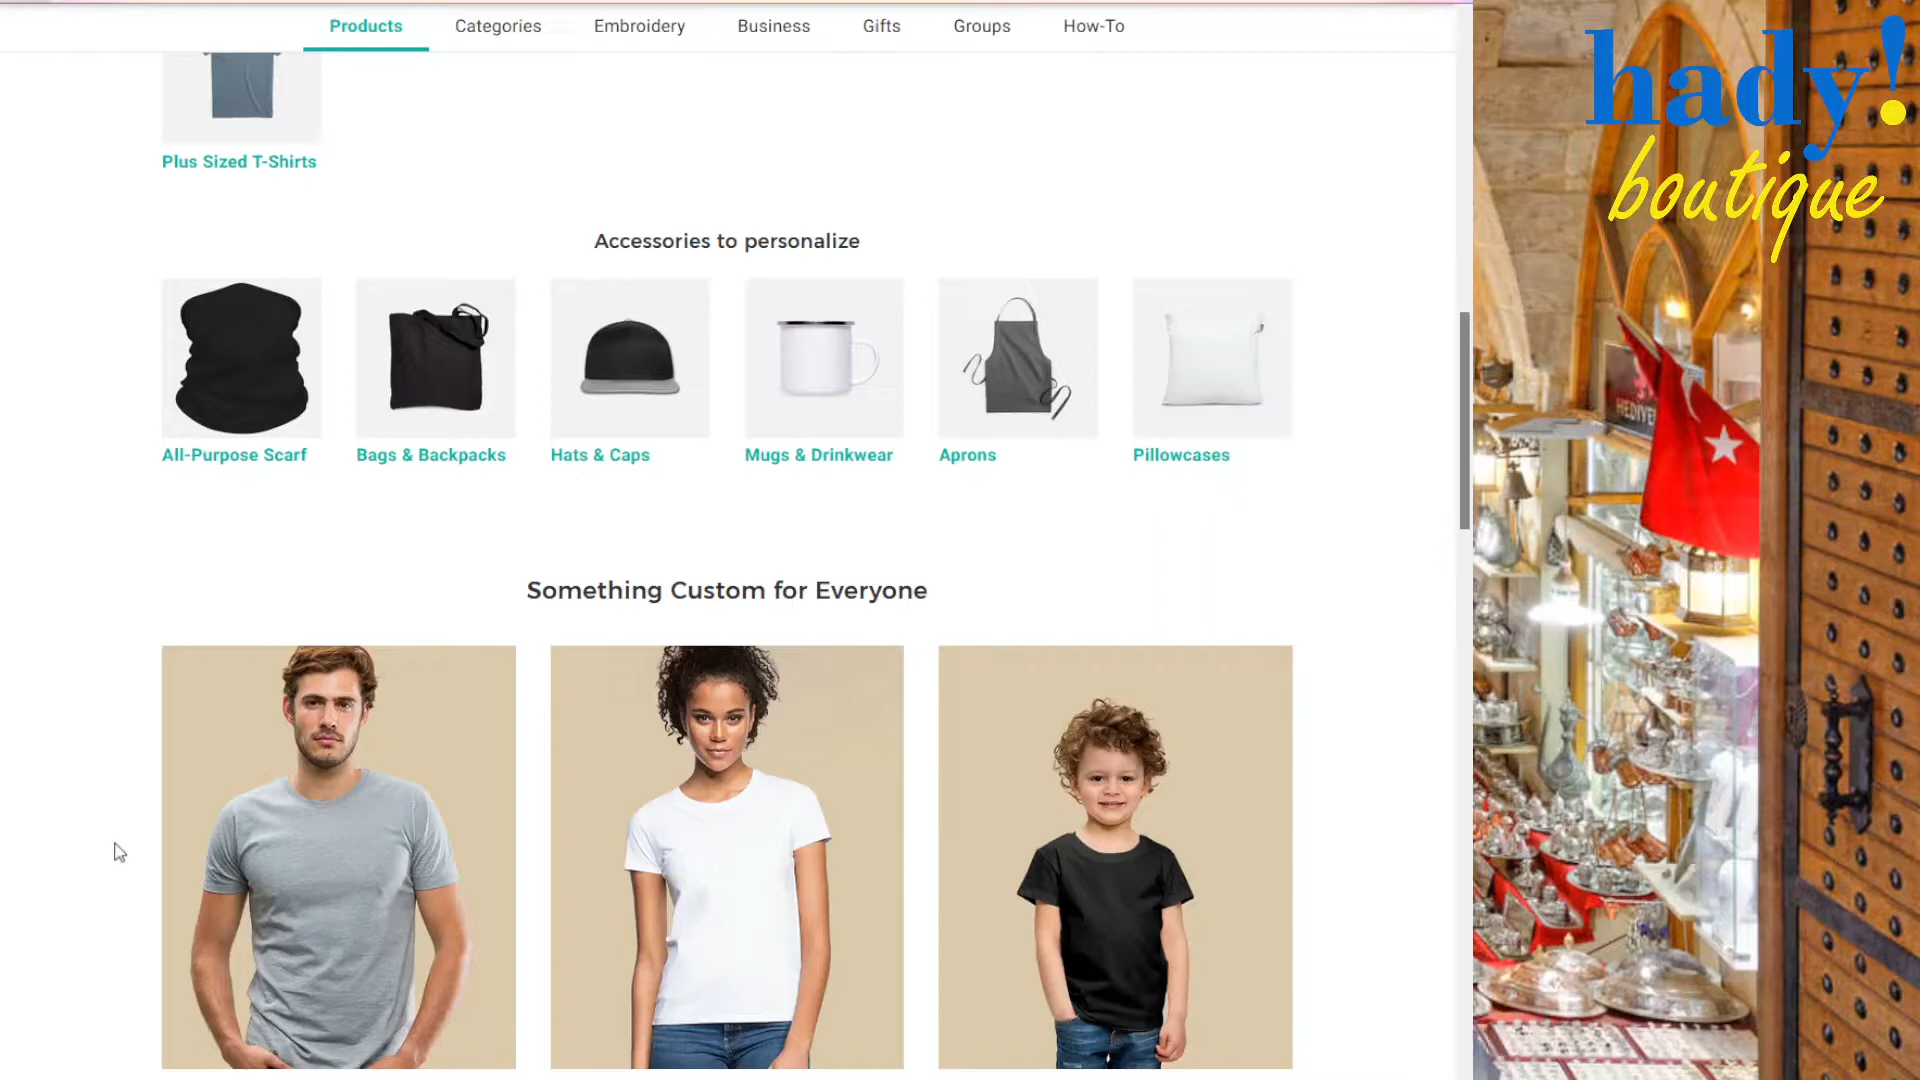 Products Categories Embroidery Business Gifts Groups How-To
Plus Sized T-Shirts
Accessories to personalize
All-Purpose Scarf Bags & Backpacks Hats & Caps Mugs & Drinkwear Aprons Pillowcases
Something Custom for Everyone
hady!
boutique